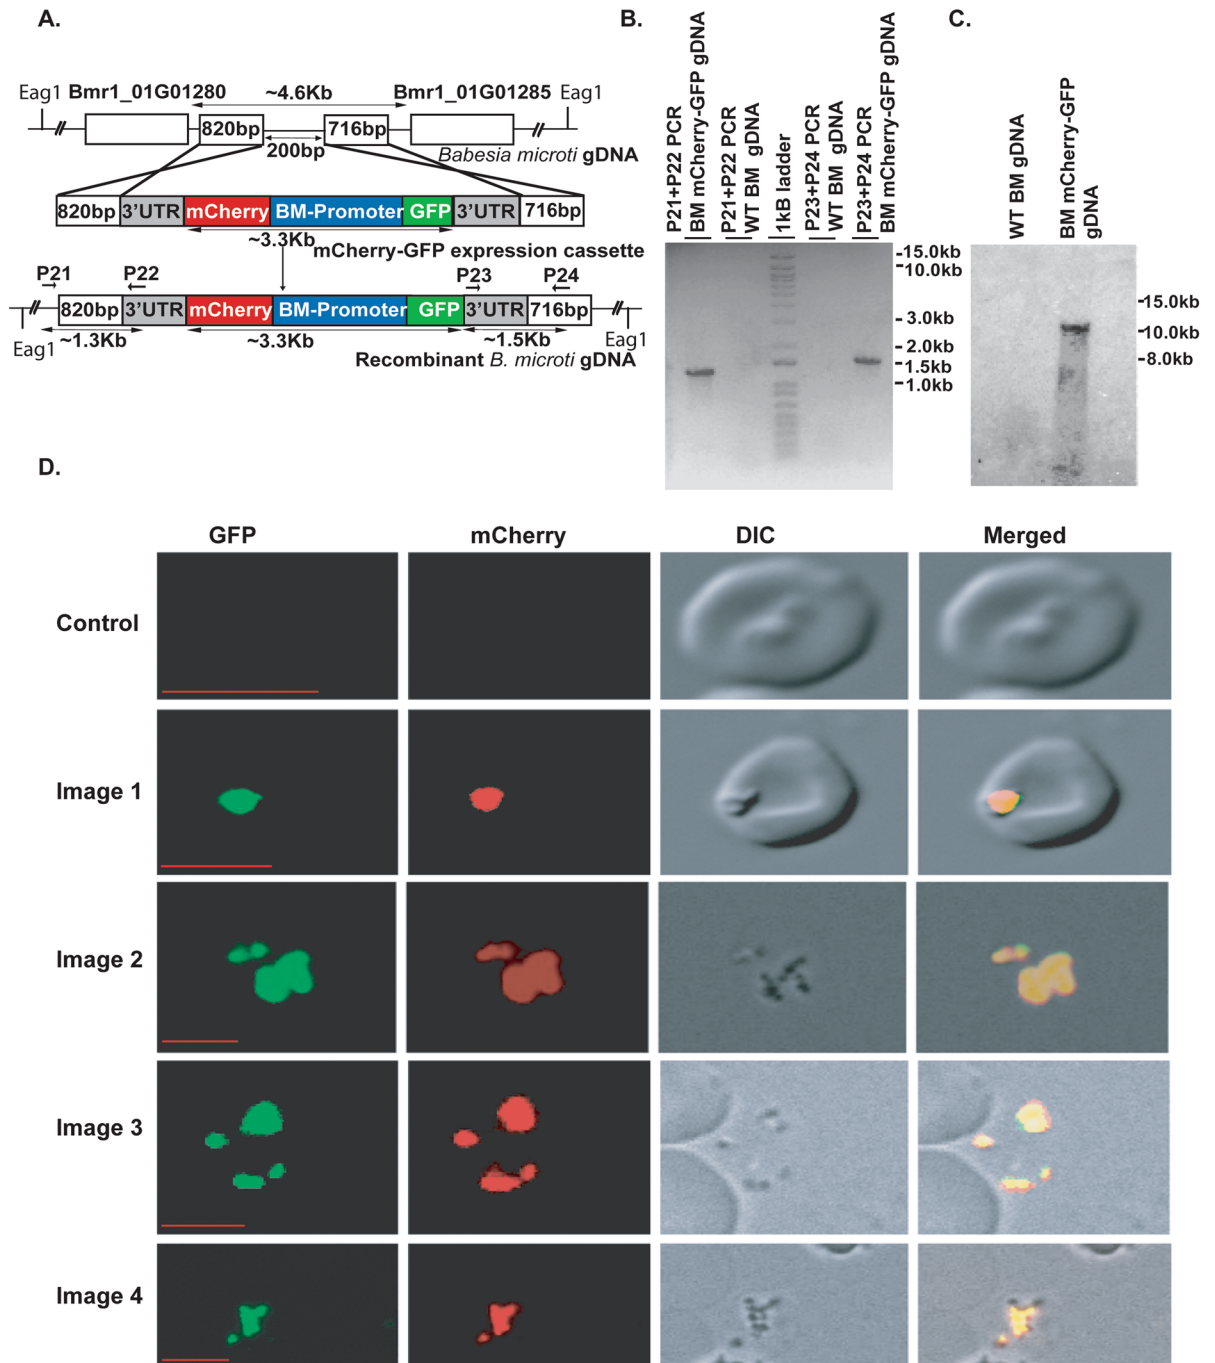 A.
Eag1 Bmr1_01G01280 ~4.6Kb Bmr1_01G01285 Eag1
820bp 716bp
200bp
Babesia microti gDNA
820bp 3'UTR mCherry BM-Promoter GFP 3'UTR 716bp
~3.3Kb
mCherry-GFP expression cassette
P21 P22 P23 P24
820bp 3'UTR mCherry BM-Promoter GFP 3'UTR 716bp
Eag1 ~1.3Kb ~3.3Kb ~1.5Kb Eag1
Recombinant B. microti gDNA
B.
P21+P22 PCR
BM mCherry-GFP gDNA
P21+P22 PCR
WT BM gDNA
1kB ladder
P23+P24 PCR
WT BM gDNA
P23+P24 PCR
BM mCherry-GFP gDNA
-15.0kb
-10.0kb
-3.0kb
-2.0kb
-1.5kb
-1.0kb
C.
WT BM gDNA
BM mCherry-GFP
gDNA
-15.0kb
-10.0kb
-8.0kb
D.
GFP mCherry DIC Merged
Control
Image 1
Image 2
Image 3
Image 4